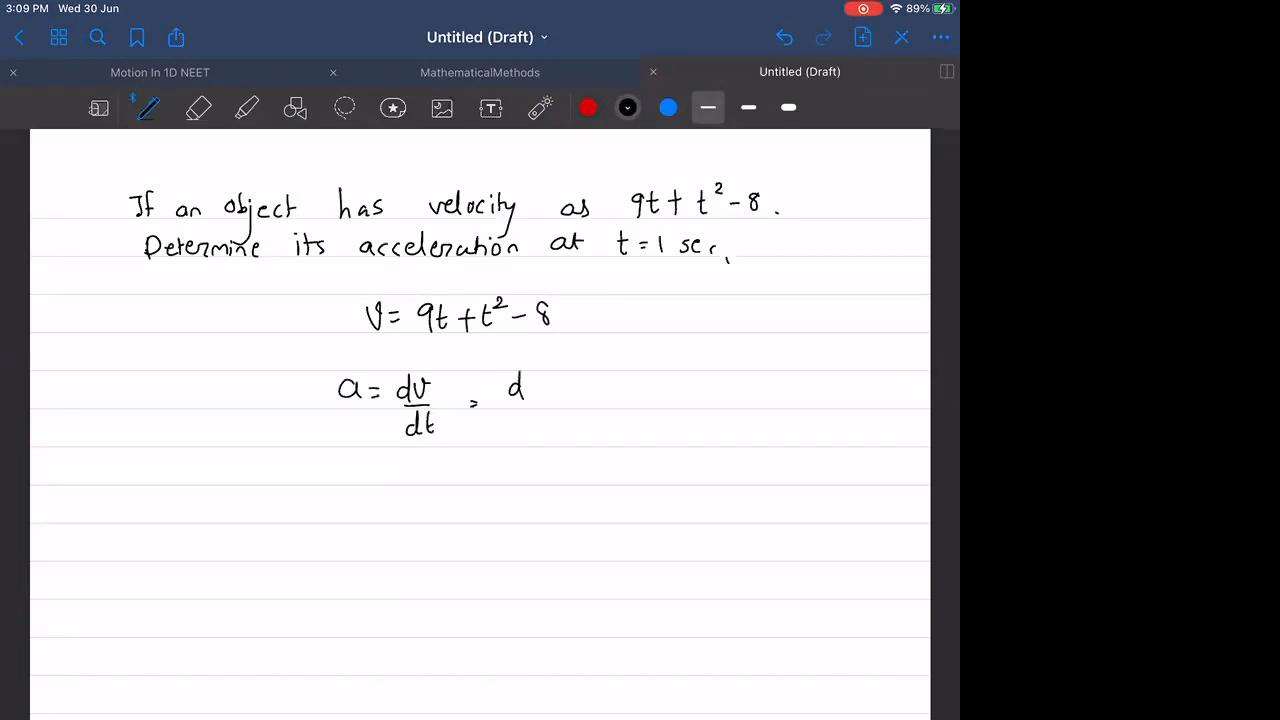 3:09 PM Wed 30 Jun 89%
Untitled (Draft)
Motion In 1D NEET MathematicalMethods Untitled (Draft)
T
If an object has velocity as 9t + t² - 8.
Determine its acceleration at t = 1 sec,
v = 9t + t² - 8
a = dv/dt = d